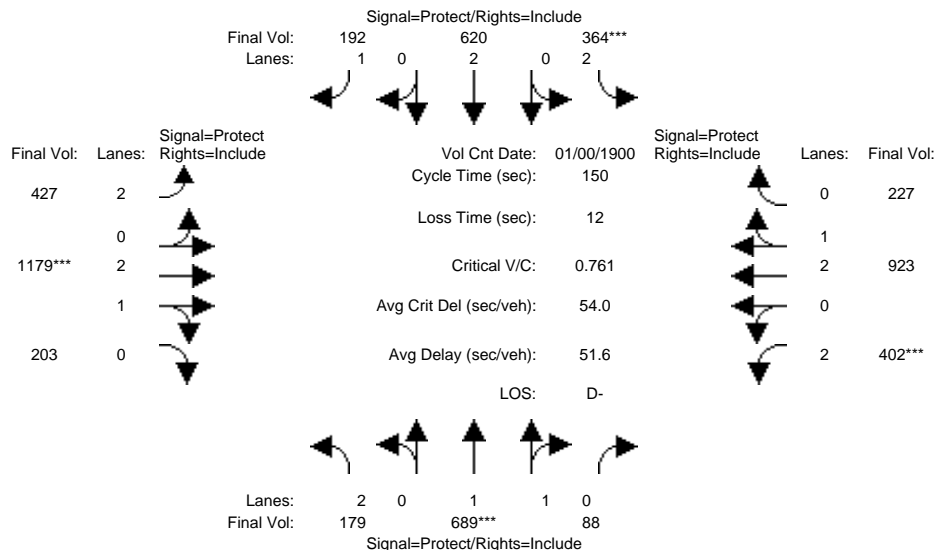 Signal=Protect/Rights=Include
Final Vol: 192 620 364***
Lanes: 1 0 2 0 2
Signal=Protect
Final Vol: Lanes: Rights=Include
Vol Cnt Date: 01/00/1900
Signal=Protect
Rights=Include Lanes: Final Vol:
Cycle Time (sec): 150
427 2
0 227
Loss Time (sec): 12
0
1
1179*** 2
Critical V/C: 0.761
2 923
1
Avg Crit Del (sec/veh): 54.0
0
203 0
Avg Delay (sec/veh): 51.6
2 402***
LOS: D-
Lanes: 2 0 1 1 0
Final Vol: 179 689*** 88
Signal=Protect/Rights=Include